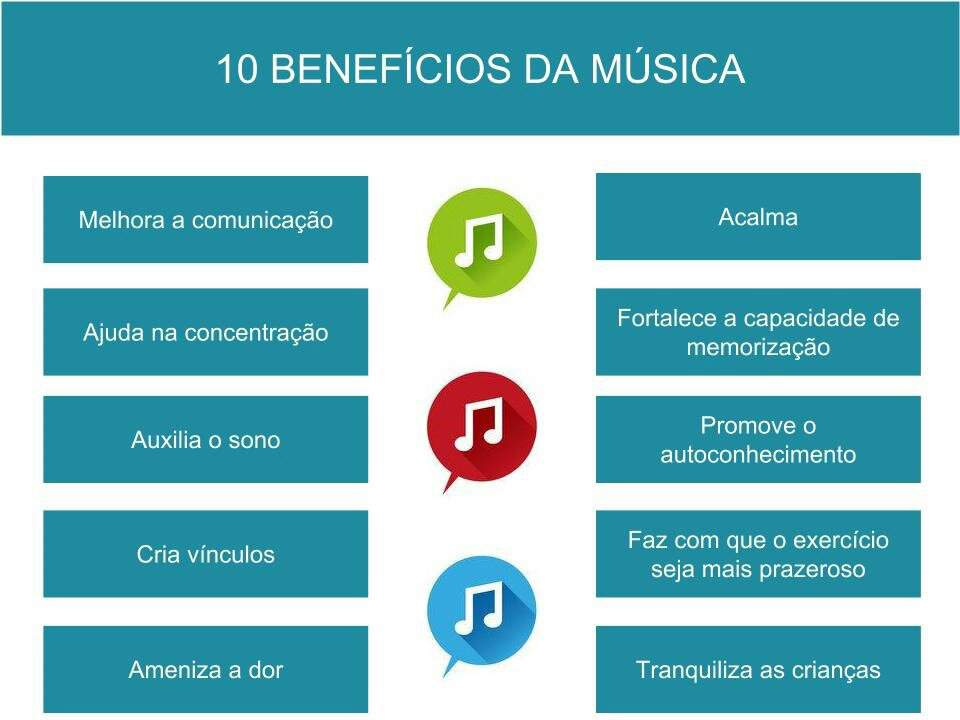 10 BENEFÍCIOS DA MÚSICA
Melhora a comunicação
Ajuda na concentração
Auxilia o sono
Cria vínculos
Ameniza a dor
Acalma
Fortalece a capacidade de
memorização
Promove o
autoconhecimento
Faz com que o exercício
seja mais prazeroso
Tranquiliza as crianças